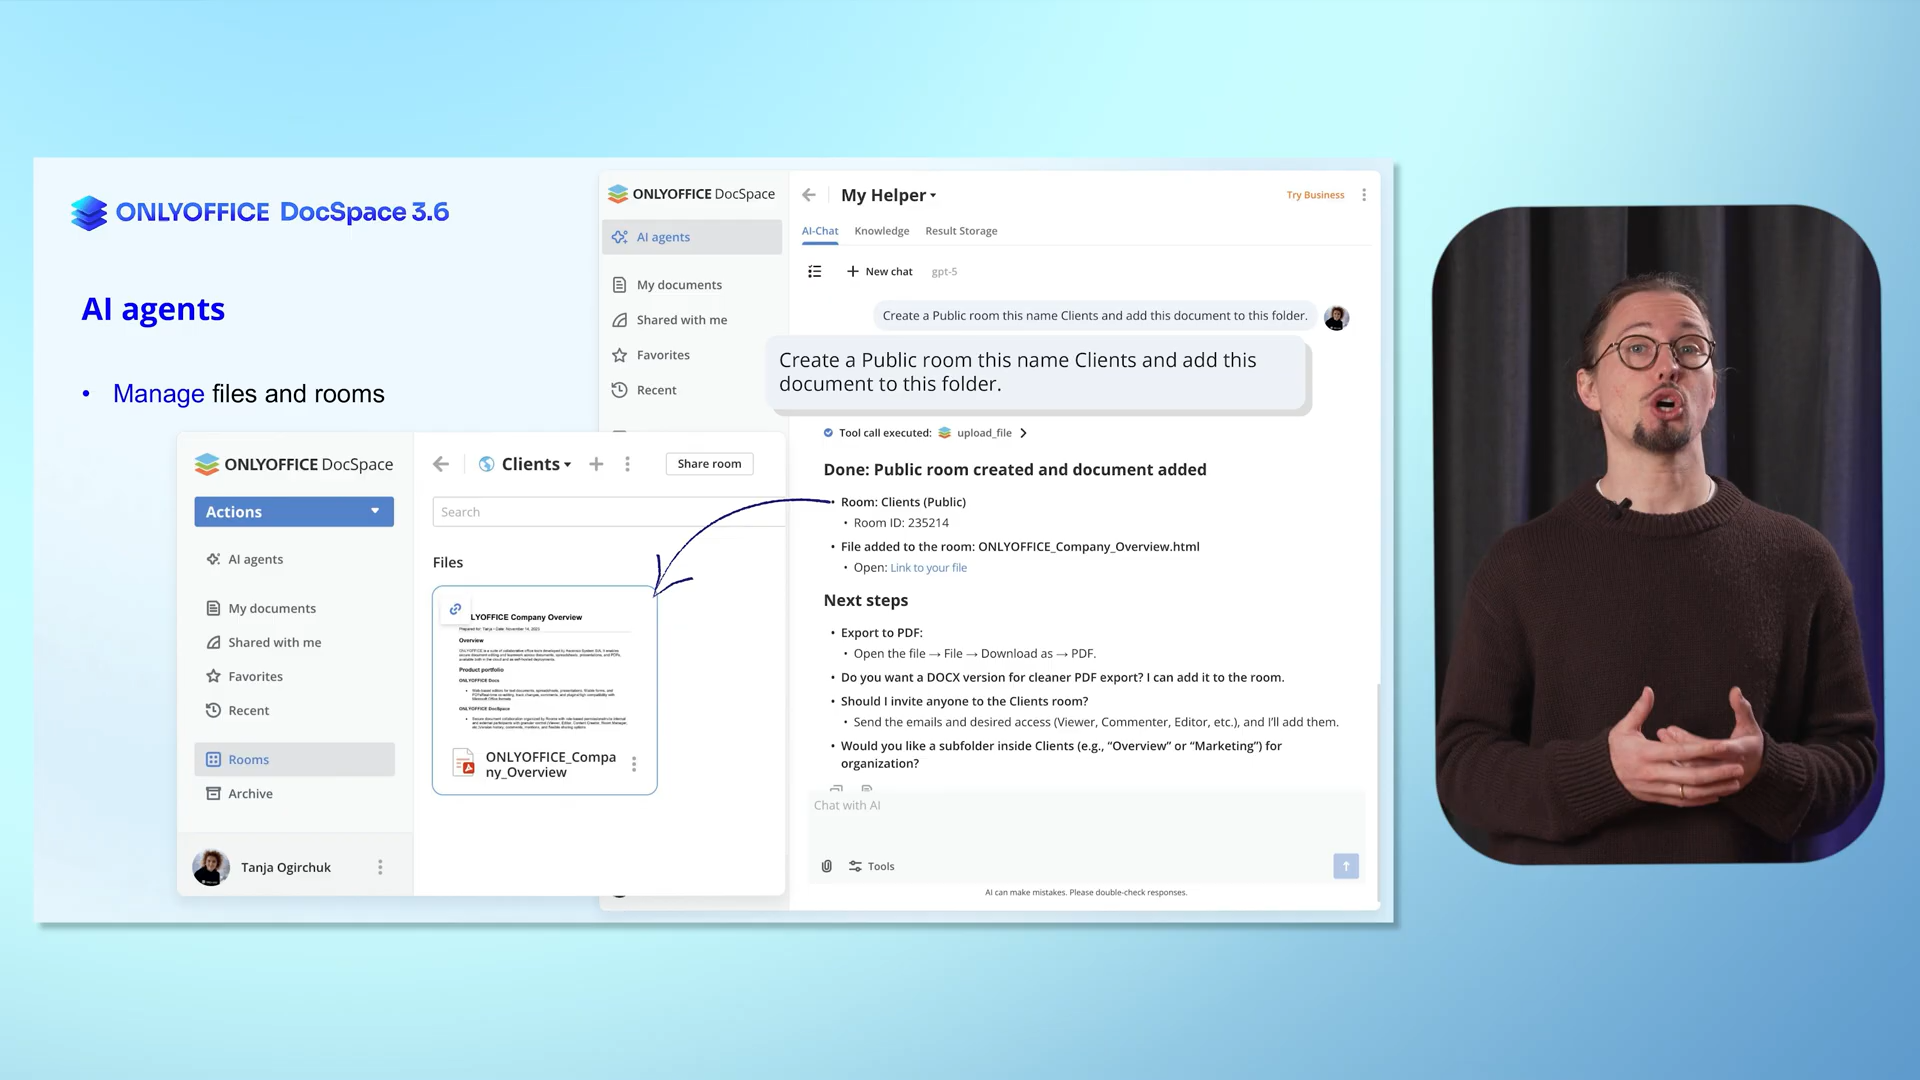 ONLYOFFICE DocSpace 3.6
AI agents
• Manage files and rooms
ONLYOFFICE DocSpace
AI agents
My documents
Shared with me
Favorites
Recent
My Helper
Try Business
AI-Chat
Knowledge
Result Storage
New chat
gpt-5
Create a Public room this name Clients and add this document to this folder.
Create a Public room this name Clients and add this
document to this folder.
Tool call executed: upload_file
Done: Public room created and document added
• Room: Clients (Public)
• Room ID: 235214
• File added to the room: ONLYOFFICE_Company_Overview.html
• Open: Link to your file
Next steps
• Export to PDF:
• Open the file → File → Download as → PDF.
• Do you want a DOCX version for cleaner PDF export? I can add it to the room.
• Should I invite anyone to the Clients room?
• Send the emails and desired access (Viewer, Commenter, Editor, etc.), and I'll add them.
• Would you like a subfolder inside Clients (e.g., “Overview” or “Marketing”) for
organization?
Chat with AI
Tools
AI can make mistakes. Please double-check responses.
ONLYOFFICE DocSpace
Actions
AI agents
My documents
Shared with me
Favorites
Recent
Rooms
Archive
Tanja Ogirchuk
Clients
Share room
Search
Files
LYOFFICE Company Overview
Overview
Product portfolio
ONLYOFFICE Docs
ONLYOFFICE DocSpace
ONLYOFFICE_Compa
ny_Overview